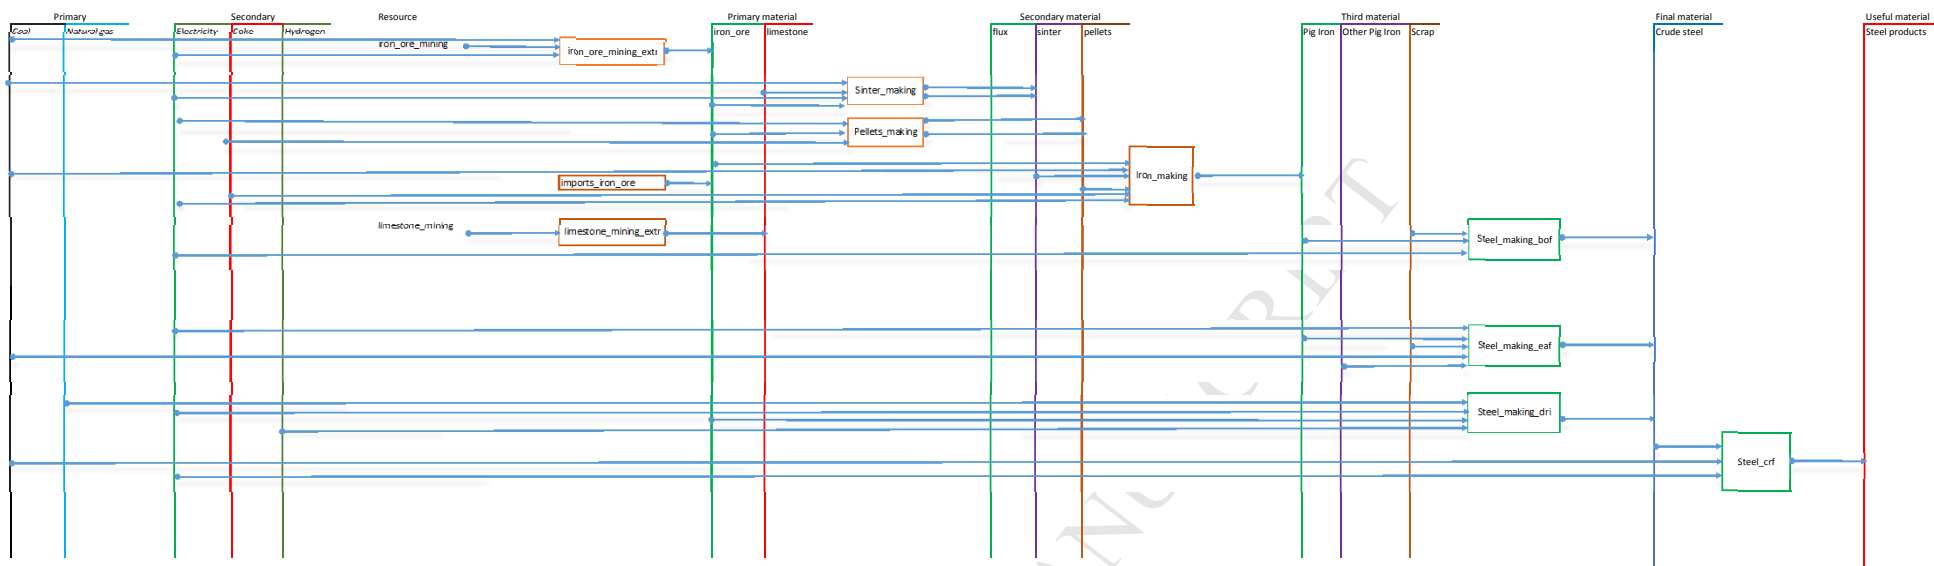 Primary Secondary Resource Primary material Secondary material Third material Final material Useful material
Coal Natural gas Electricity Coke Hydrogen iron_ore limestone flux sinter pellets Pig Iron Other Pig Iron Scrap Crude steel Steel products
iron_ore_mining
iron_ore_mining_extr
Sinter_making
Pellets_making
Iron_making
imports_iron_ore
limestone_mining
limestone_mining_extr
Steel_making_bof
Steel_making_eaf
Steel_making_dri
Steel_crf